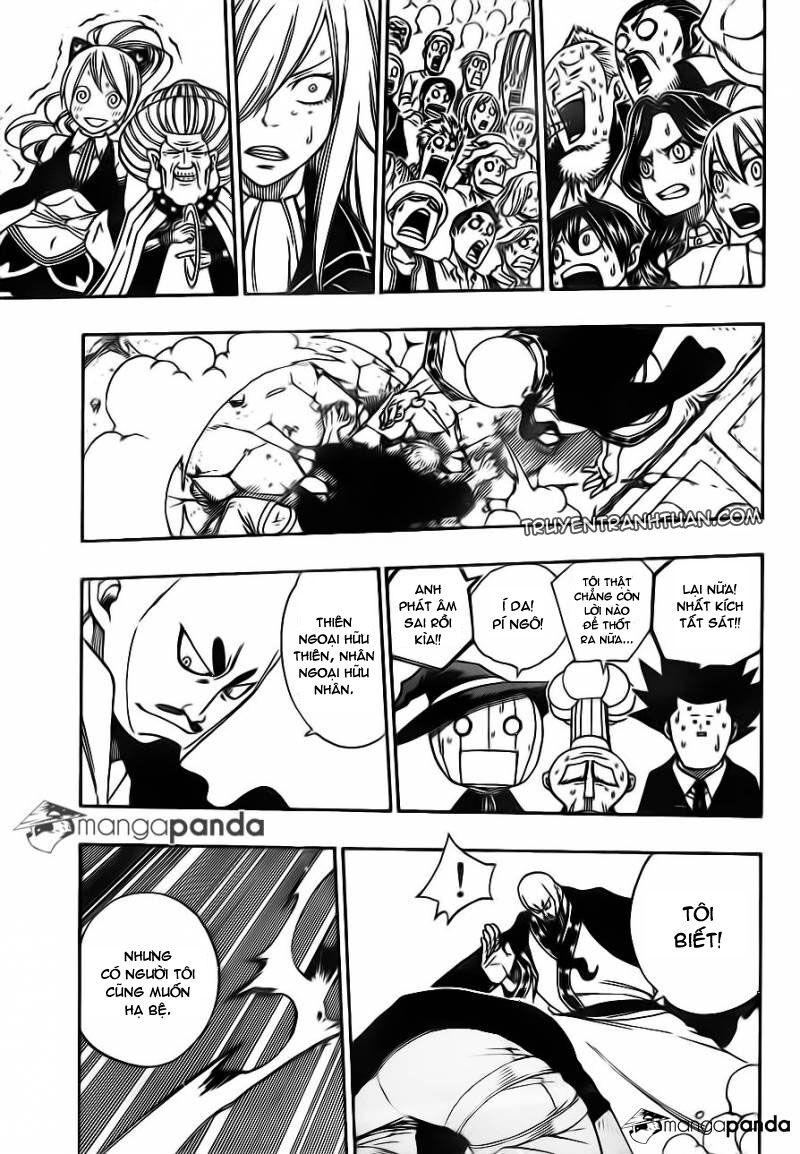 TRUYENTRANHTUAN.COM
LẠI NỮA!
NHẤT KÍCH
TẤT SÁT!!
TÔI THẬT
CHẲNG CÒN
LỜI NÀO
ĐỂ THỐT
RA NỮA...
Í DA!
PÍ NGÔ!
ANH
PHÁT ÂM
SAI RỒI
KÌA!!
THIÊN
NGOẠI HỮU
THIÊN, NHÂN
NGOẠI HỮU
NHÂN.
mangapanda
!
TÔI
BIẾT!
NHƯNG
CÓ NGƯỜI TÔI
CŨNG MUỐN
HẠ BỆ.
mangapanda